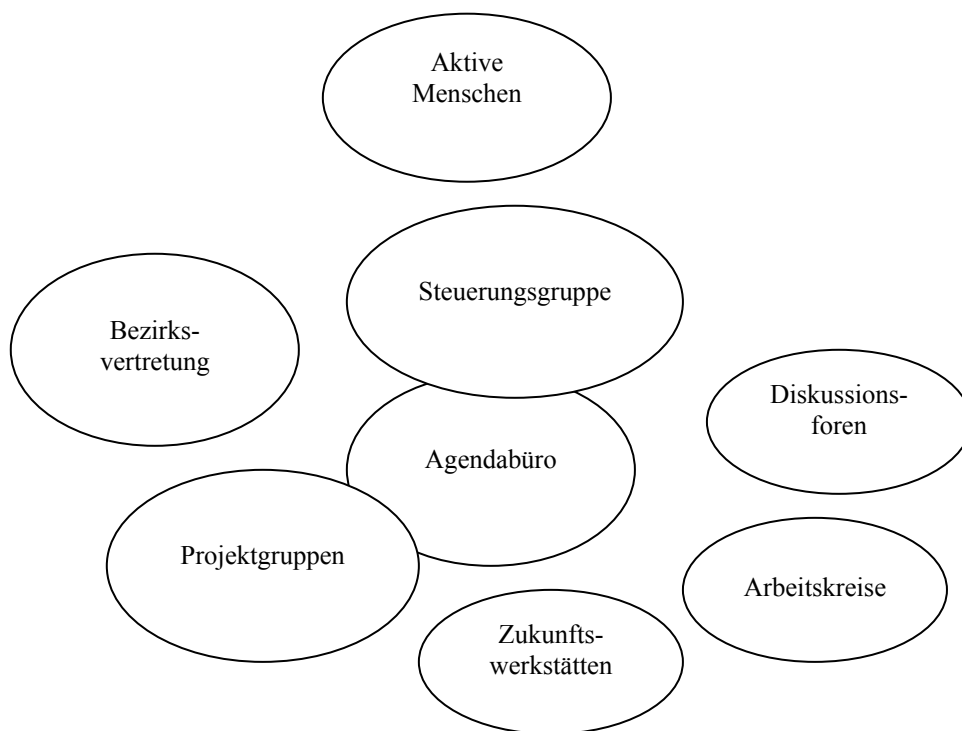 Aktive
Menschen
Steuerungsgruppe
Bezirks-
vertretung
Diskussions-
foren
Agendabüro
Projektgruppen
Arbeitskreise
Zukunfts-
werkstätten